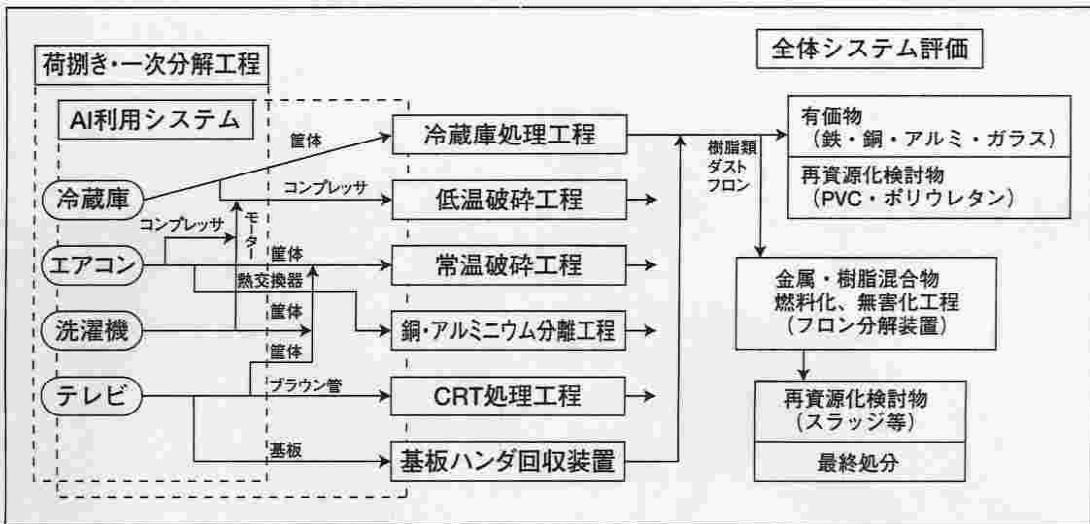 荷捌き・一次分解工程
全体システム評価
AI利用システム
冷蔵庫
エアコン
洗濯機
テレビ
筐体
コンプレッサ
コンプレッサ
モーター
筐体
熱交換器
筐体
筐体
ブラウン管
基板
冷蔵庫処理工程
低温破砕工程
常温破砕工程
銅・アルミニウム分離工程
CRT処理工程
基板ハンダ回収装置
樹脂類
ダスト
フロン
有価物
(鉄・銅・アルミ・ガラス)
再資源化検討物
(PVC・ポリウレタン)
金属・樹脂混合物
燃料化、無害化工程
(フロン分解装置)
再資源化検討物
(スラッジ等)
最終処分